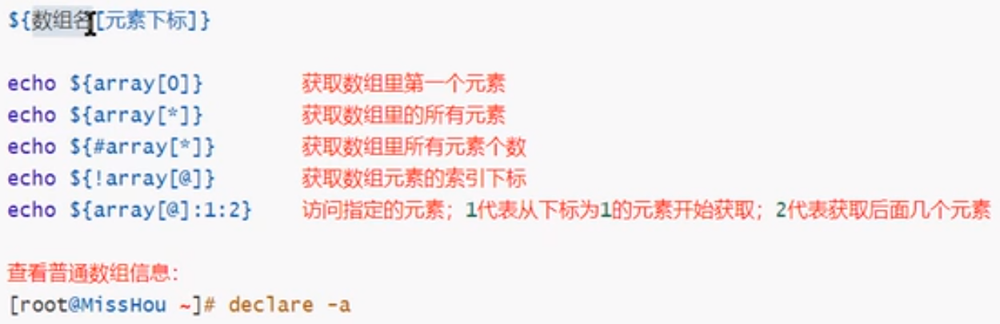 ${数组名[元素下标]}
echo ${array[0]} 获取数组里第一个元素
echo ${array[*]} 获取数组里的所有元素
echo ${#array[*]} 获取数组里所有元素个数
echo ${!array[@]} 获取数组元素的索引下标
echo ${array[@]:1:2} 访问指定的元素；1代表从下标为1的元素开始获取；2代表获取后面几个元素
查看普通数组信息：
[root@MissHou ~]# declare -a